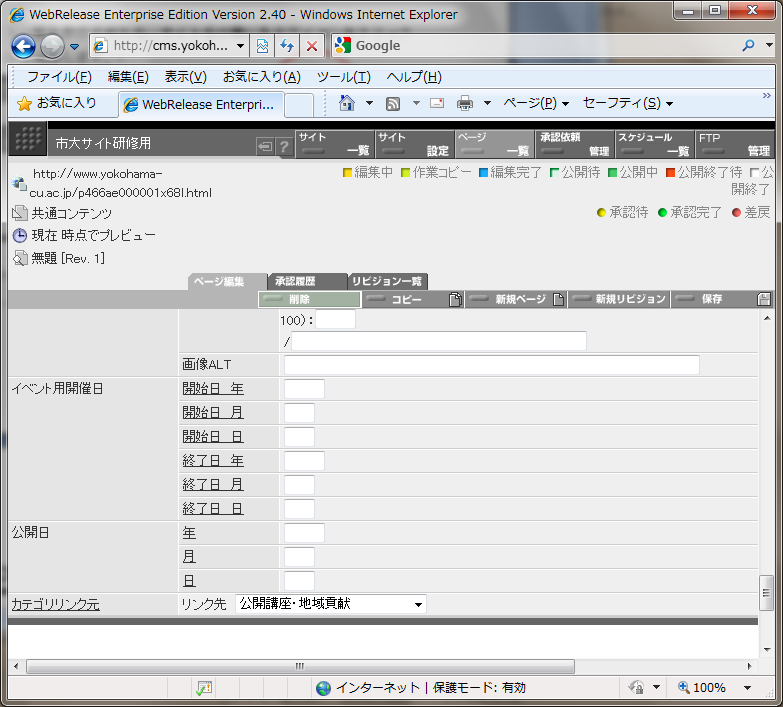 WebRelease Enterprise Edition Version 2.40 - Windows Internet Explorer
http://cms.yokoh...
Google
ファイル(F) 編集(E) 表示(V) お気に入り(A) ツール(T) ヘルプ(H)
お気に入り
WebRelease Enterpri...
ページ(P)
セーフティ(S)
»
市大サイト研修用
?
サイト
一覧
サイト
設定
ページ
一覧
承認依頼
管理
スケジュール
一覧
FTP
管理
http://www.yokohama-
cu.ac.jp/p466ae000001x68l.html
編集中 作業コピー 編集完了 公開待 公開中 公開終了待 公
開終了
共通コンテンツ
承認待 承認完了 差戻
現在 時点でプレビュー
無題 [Rev. 1]
ページ編集 承認履歴 リビジョン一覧
削除 コピー 新規ページ 新規リビジョン 保存
100) :
/
画像ALT
イベント用開催日 開始日 年
開始日 月
開始日 日
終了日 年
終了日 月
終了日 日
公開日 年
月
日
カテゴリリンク元 リンク先 公開講座・地域貢献
インターネット | 保護モード: 有効
100%